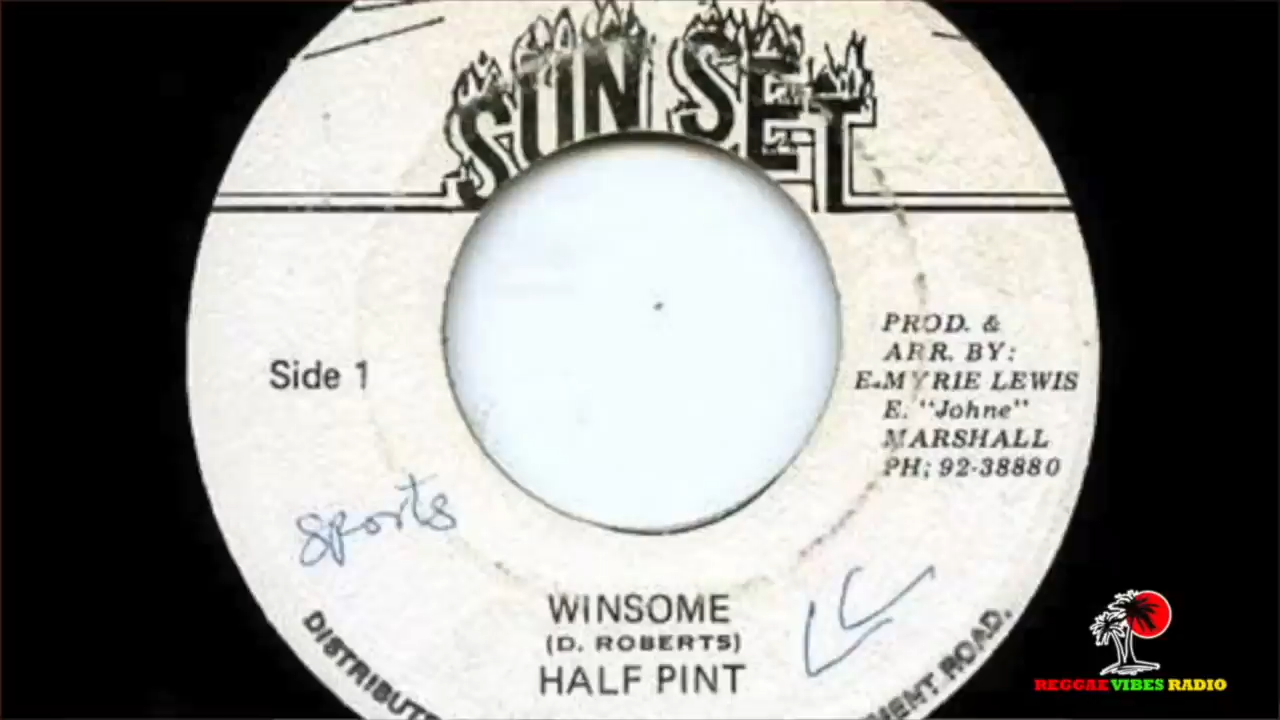 SUN SET
Side 1
PROD. &
ARR. BY:
E. MYRIE LEWIS
E. "Johne"
MARSHALL
PH; 92-38880
sports
WINSOME
(D. ROBERTS)
HALF PINT
ROAD.
REGGAE VIBES RADIO